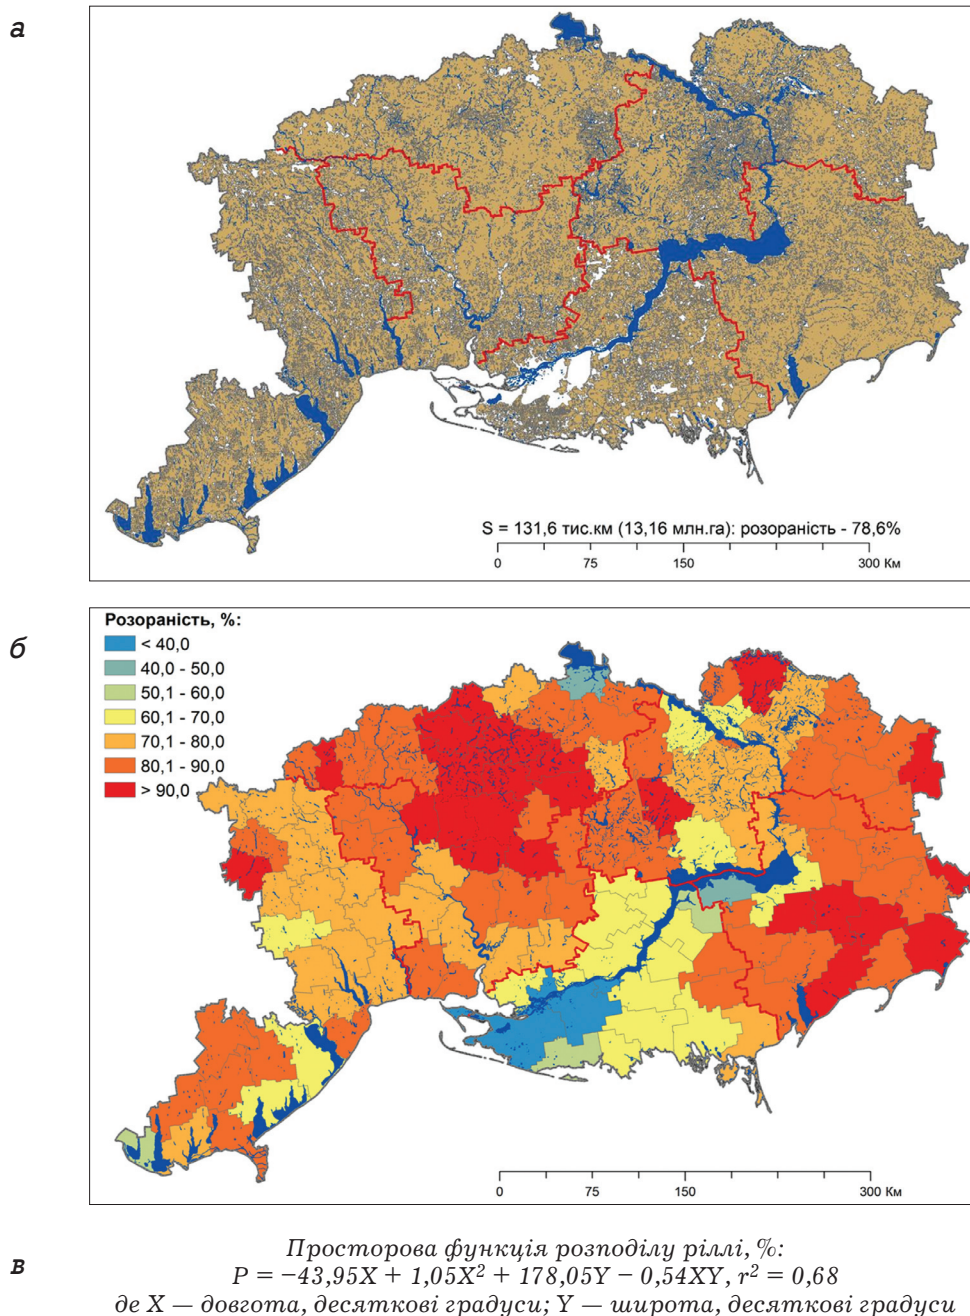 а
S = 131,6 тис.км (13,16 млн.га): розораність - 78,6%
0 75 150 300 Км
б
Розораність, %:
< 40,0
40,0 - 50,0
50,1 - 60,0
60,1 - 70,0
70,1 - 80,0
80,1 - 90,0
> 90,0
0 75 150 300 Км
в
Просторова функція розподілу ріллі, %:
P = −43,95X + 1,05X² + 178,05Y − 0,54XY, r² = 0,68
де X — довгота, десяткові градуси; Y — широта, десяткові градуси